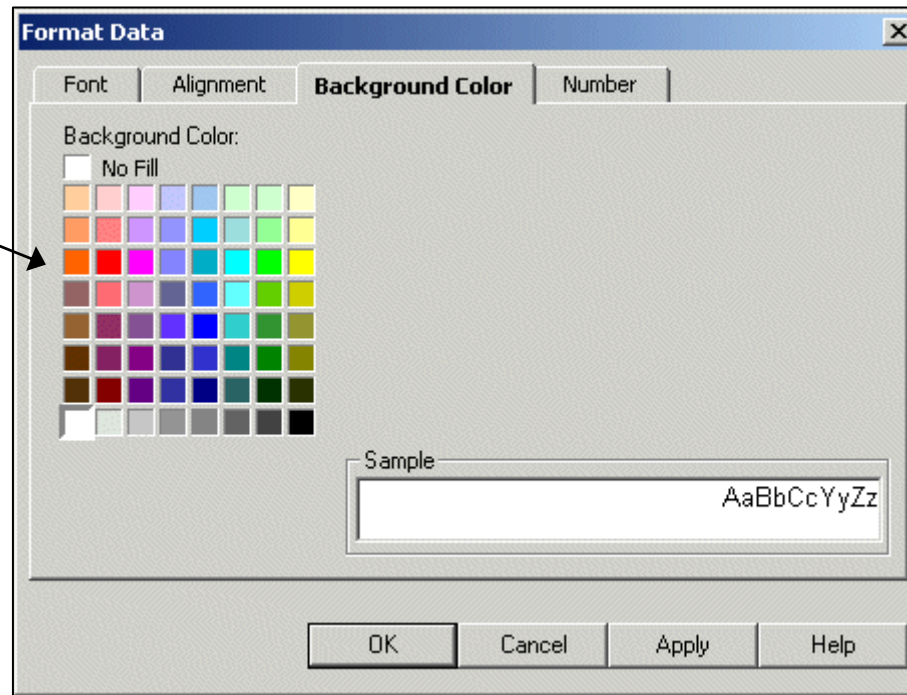 Format Data
Font Alignment Background Color Number
Background Color:
No Fill
Sample
AaBbCcYyZz
OK Cancel Apply Help